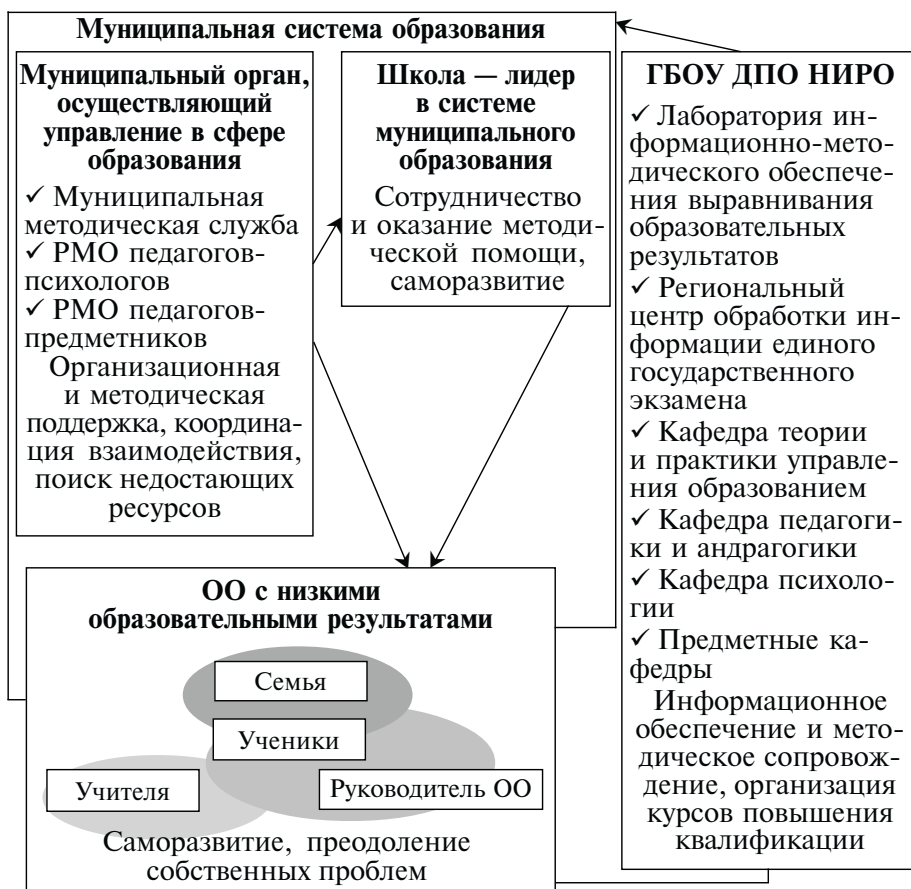 Муниципальная система образования
Муниципальный орган,
осуществляющий
управление в сфере
образования
✓ Муниципальная
методическая служба
✓ РМО педагогов-
психологов
✓ РМО педагогов-
предметников
Организационная
и методическая
поддержка, координа-
ция взаимодействия,
поиск недостающих
ресурсов
Школа — лидер
в системе
муниципального
образования
Сотрудничество
и оказание методи-
ческой помощи,
саморазвитие
ГБОУ ДПО НИРО
✓ Лаборатория ин-
формационно-мето-
дического обеспече-
ния выравнивания
образовательных
результатов
✓ Региональный
центр обработки ин-
формации единого
государственного
экзамена
✓ Кафедра теории
и практики управле-
ния образованием
✓ Кафедра педагоги-
ки и андрагогики
✓ Кафедра психоло-
гии
✓ Предметные ка-
федры
Информационное
обеспечение и мето-
дическое сопровож-
дение, организация
курсов повышения
квалификации
ОО с низкими
образовательными результатами
Семья
Ученики
Учителя
Руководитель ОО
Саморазвитие, преодоление
собственных проблем